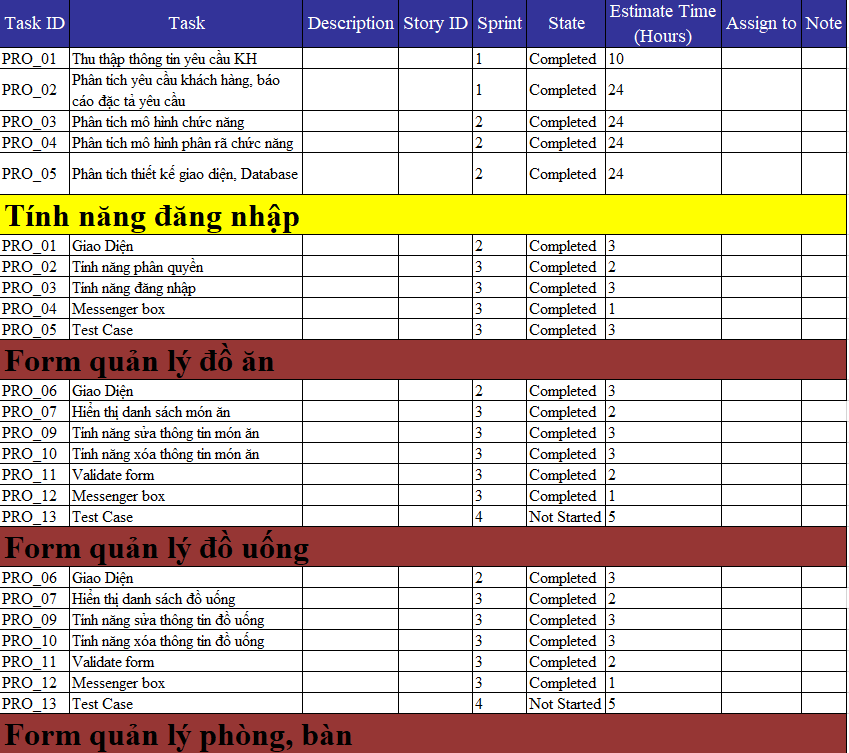 Task ID Task Description Story ID Sprint State Estimate Time (Hours) Assign to Note
PRO_01 Thu thập thông tin yêu cầu KH 1 Completed 10
PRO_02 Phân tích yêu cầu khách hàng, báo cáo đặc tả yêu cầu 1 Completed 24
PRO_03 Phân tích mô hình chức năng 2 Completed 24
PRO_04 Phân tích mô hình phân rã chức năng 2 Completed 24
PRO_05 Phân tích thiết kế giao diện, Database 2 Completed 24
Tính năng đăng nhập
PRO_01 Giao Diện 2 Completed 3
PRO_02 Tính năng phân quyền 3 Completed 2
PRO_03 Tính năng đăng nhập 3 Completed 3
PRO_04 Messenger box 3 Completed 1
PRO_05 Test Case 3 Completed 3
Form quản lý đồ ăn
PRO_06 Giao Diện 2 Completed 3
PRO_07 Hiển thị danh sách món ăn 3 Completed 2
PRO_09 Tính năng sửa thông tin món ăn 3 Completed 3
PRO_10 Tính năng xóa thông tin món ăn 3 Completed 3
PRO_11 Validate form 3 Completed 2
PRO_12 Messenger box 3 Completed 1
PRO_13 Test Case 4 Not Started 5
Form quản lý đồ uống
PRO_06 Giao Diện 2 Completed 3
PRO_07 Hiển thị danh sách đồ uống 3 Completed 2
PRO_09 Tính năng sửa thông tin đồ uống 3 Completed 3
PRO_10 Tính năng xóa thông tin đồ uống 3 Completed 3
PRO_11 Validate form 3 Completed 2
PRO_12 Messenger box 3 Completed 1
PRO_13 Test Case 4 Not Started 5
Form quản lý phòng, bàn